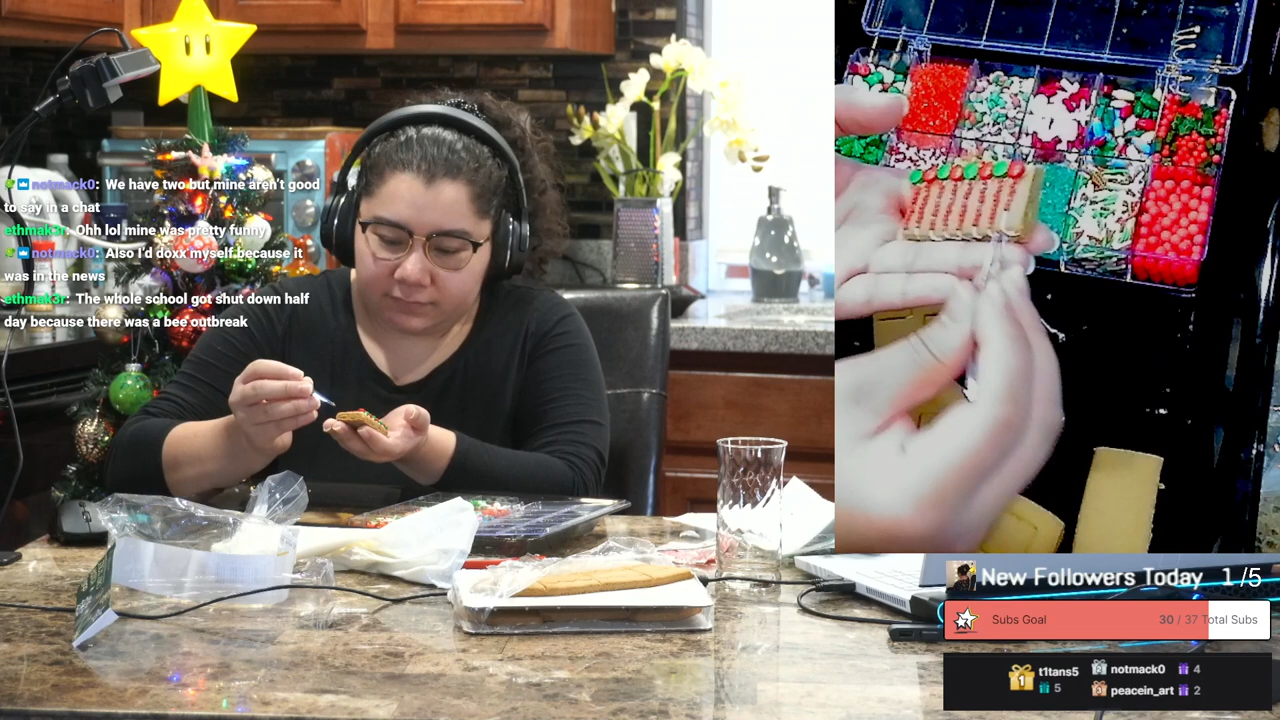 notmack0: We have two but mine aren't good
to say in a chat
ethmak3r: Ohh lol mine was pretty funny
notmack0: Also I'd doxx myself because it
was in the news
ethmak3r: The whole school got shut down half
day because there was a bee outbreak
New Followers Today 1 /5
Subs Goal 30 / 37 Total Subs
1 t1tans5 5
2 notmack0 4
3 peacein_art 2